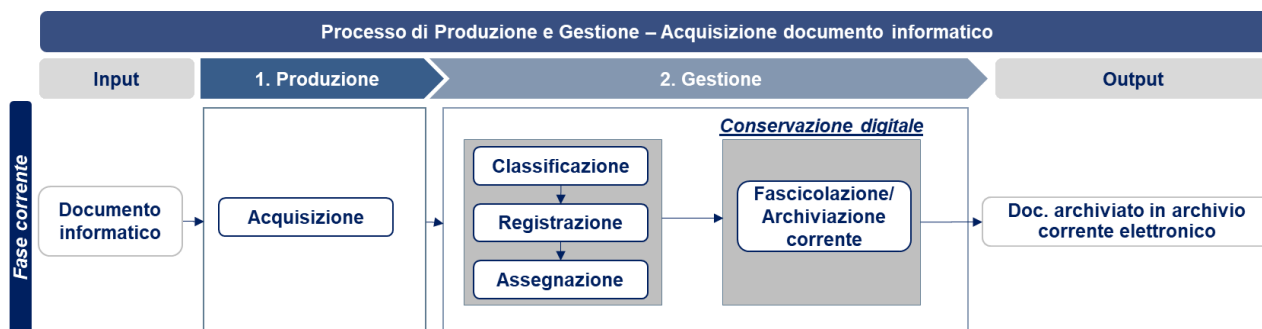 Processo di Produzione e Gestione – Acquisizione documento informatico
Input
1. Produzione
2. Gestione
Output
Fase corrente
Documento
informatico
Acquisizione
Classificazione
Registrazione
Assegnazione
Conservazione digitale
Fascicolazione/
Archiviazione
corrente
Doc. archiviato in archivio
corrente elettronico